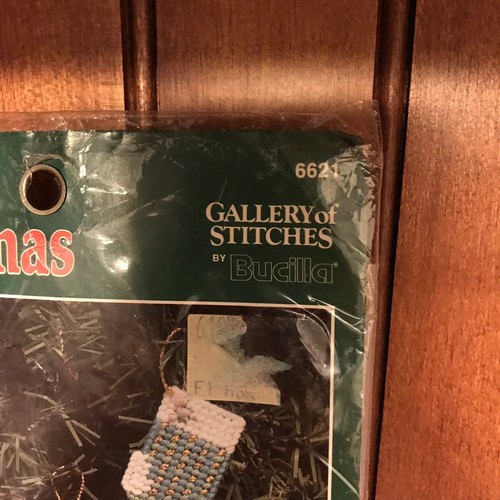 6621
GALLERY of
STITCHES
BY Bucilla®
nas